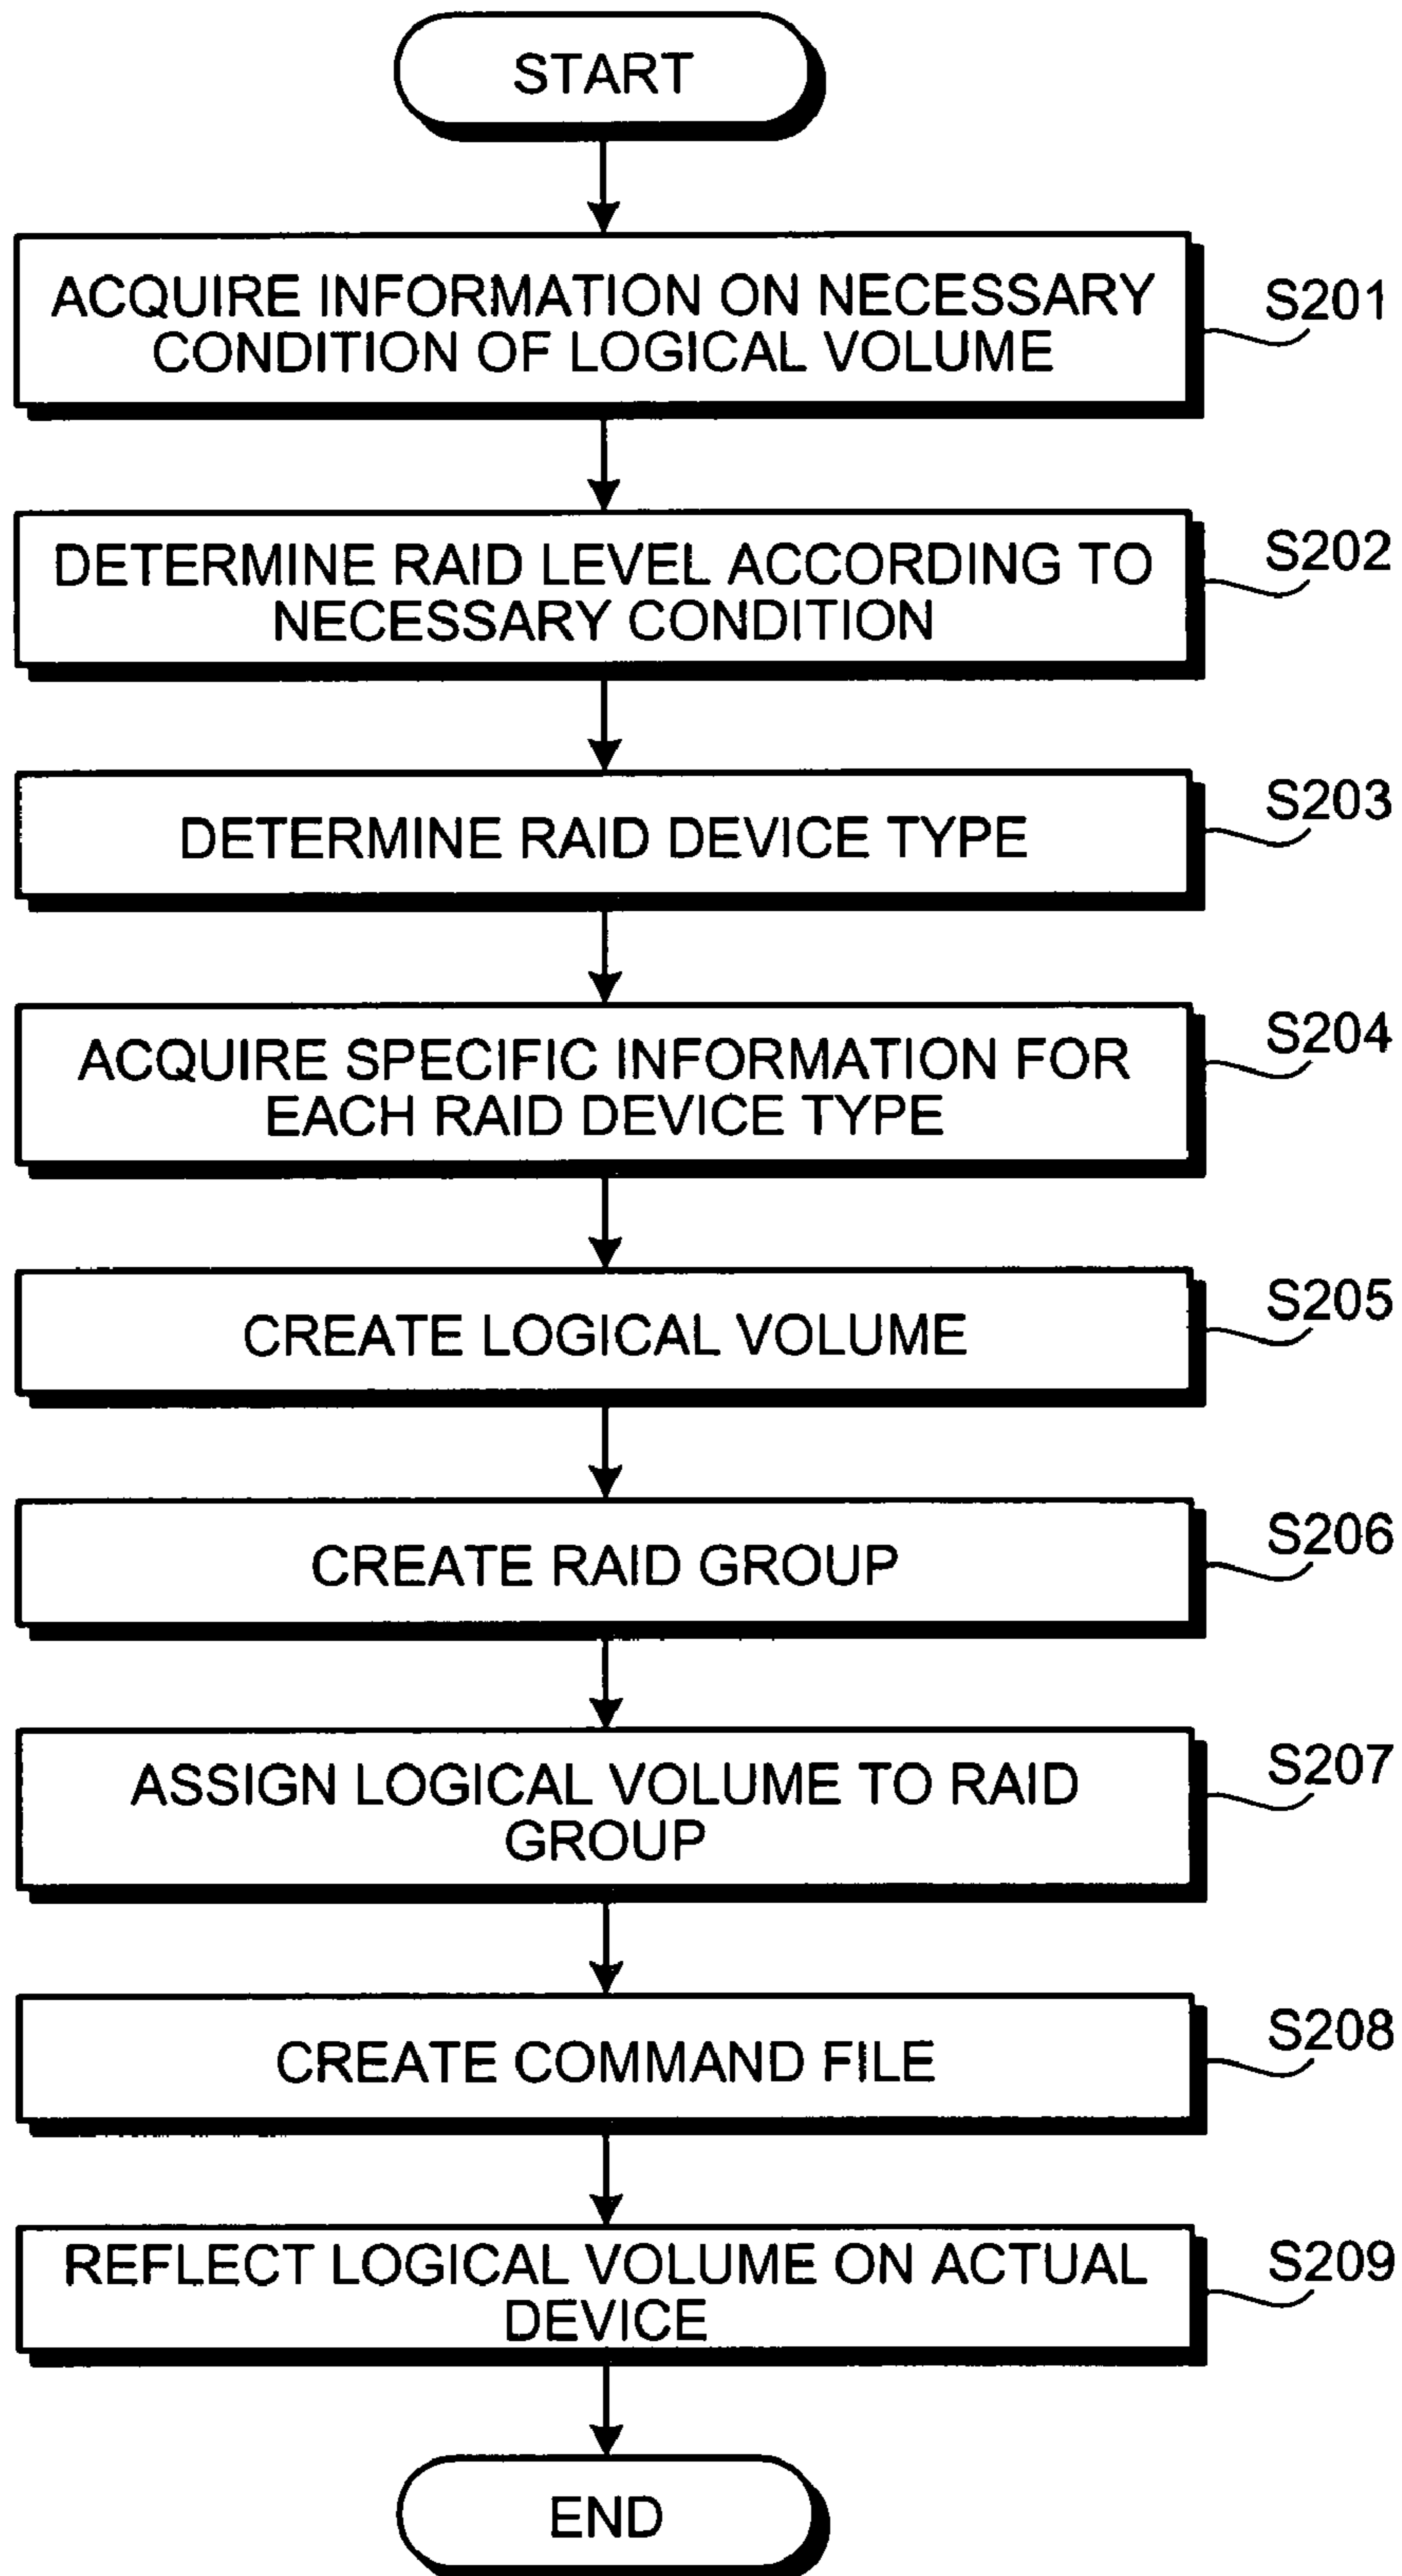 START
ACQUIRE INFORMATION ON NECESSARY
CONDITION OF LOGICAL VOLUME
S201
DETERMINE RAID LEVEL ACCORDING TO
NECESSARY CONDITION
S202
DETERMINE RAID DEVICE TYPE
S203
ACQUIRE SPECIFIC INFORMATION FOR
EACH RAID DEVICE TYPE
S204
CREATE LOGICAL VOLUME
S205
CREATE RAID GROUP
S206
ASSIGN LOGICAL VOLUME TO RAID
GROUP
S207
CREATE COMMAND FILE
S208
REFLECT LOGICAL VOLUME ON ACTUAL
DEVICE
S209
END